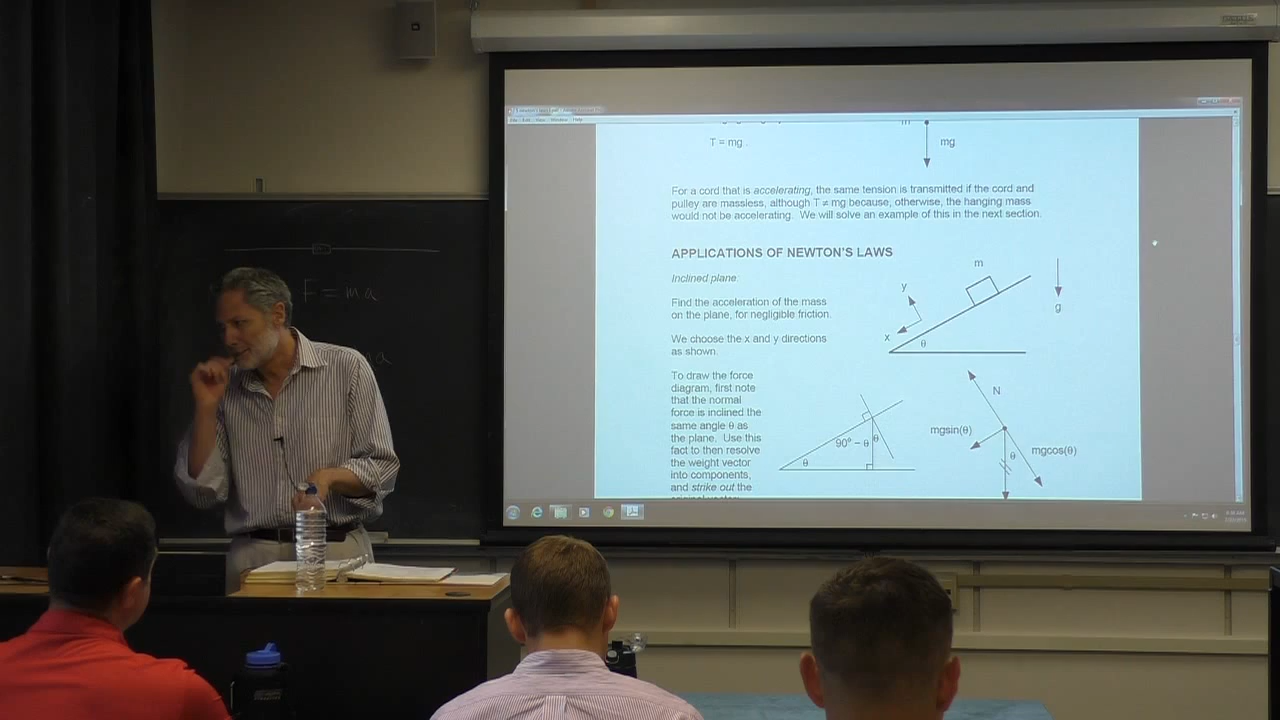 T = mg
mg
For a cord that is accelerating, the same tension is transmitted if the cord and
pulley are massless, although T ≠ mg because, otherwise, the hanging mass
would not be accelerating. We will solve an example of this in the next section.
APPLICATIONS OF NEWTON'S LAWS
Inclined plane:
Find the acceleration of the mass
on the plane, for negligible friction.
We choose the x and y directions
as shown.
m
y
x
θ
g
To draw the force
diagram, first note
that the normal
force is inclined the
same angle θ as
the plane. Use this
fact to then resolve
the weight vector
into components,
and strike out the
θ
90° – θ
θ
N
mgsin(θ)
θ
mgcos(θ)
F = ma